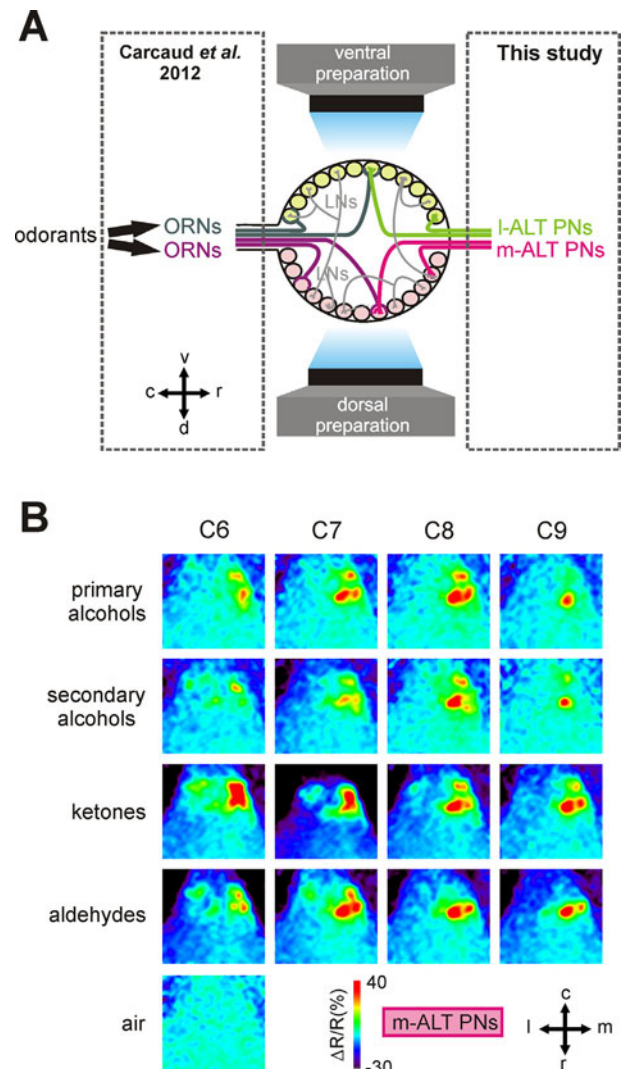 A
Carcaud et al.
2012
ventral
preparation
This study
LNs
odorants
ORNs
ORNs
l-ALT PNs
m-ALT PNs
LNs
v
c
r
d
dorsal
preparation
B
C6
C7
C8
C9
primary
alcohols
secondary
alcohols
ketones
aldehydes
air
40
ΔR/R(%)
-30
m-ALT PNs
c
l
m
r